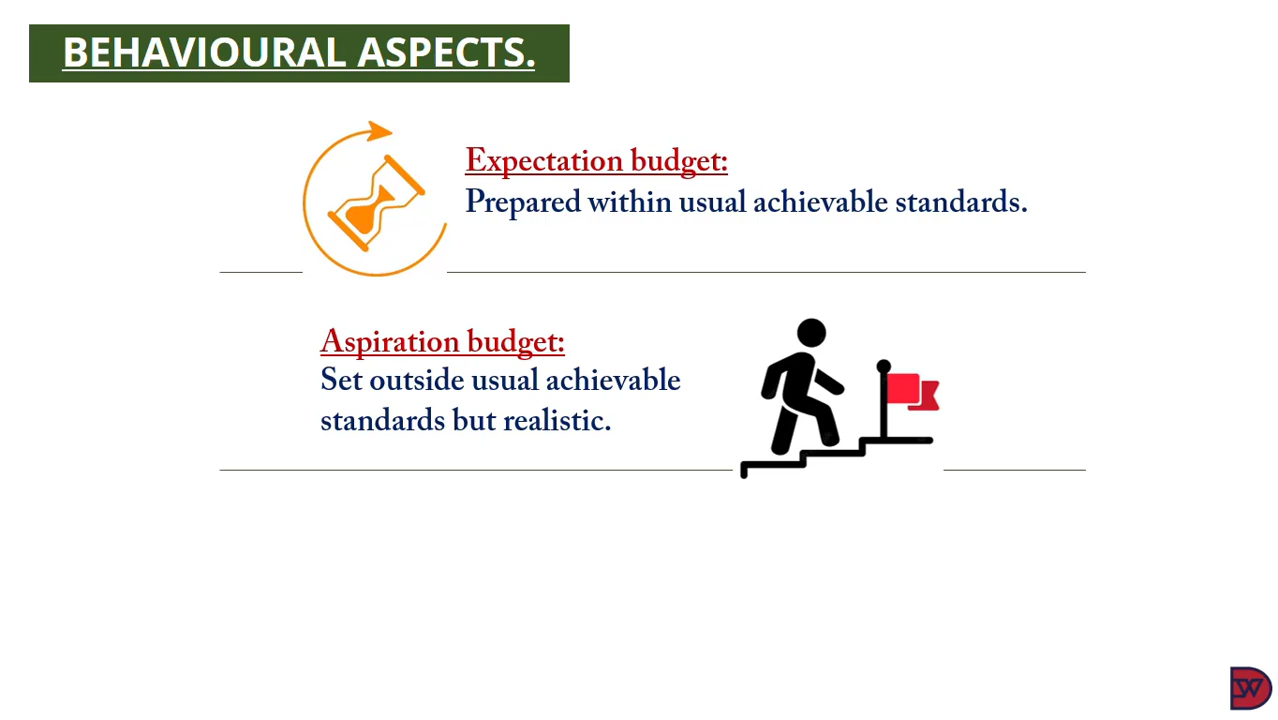 BEHAVIOURAL ASPECTS.
Expectation budget:
Prepared within usual achievable standards.
Aspiration budget:
Set outside usual achievable
standards but realistic.